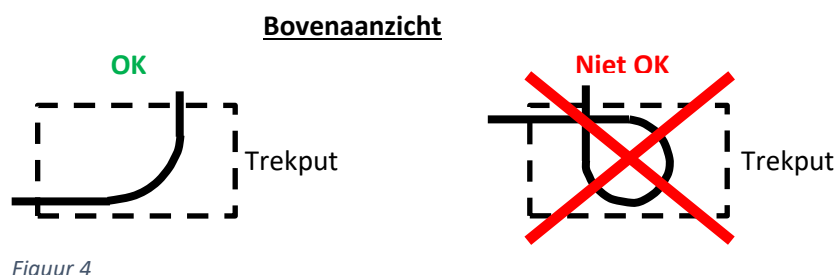 Bovenaanzicht
OK
Niet OK
Trekput
Trekput
Figuur 4